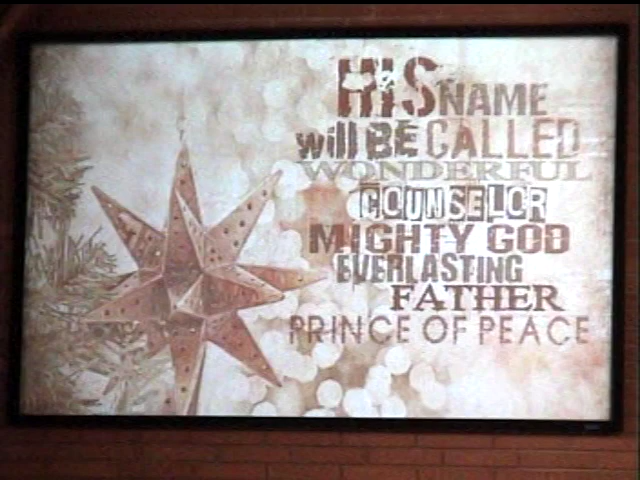 HIS NAME
will BE CALLED
WONDERFUL
COUNSELOR
MIGHTY GOD
EVERLASTING
FATHER
PRINCE OF PEACE